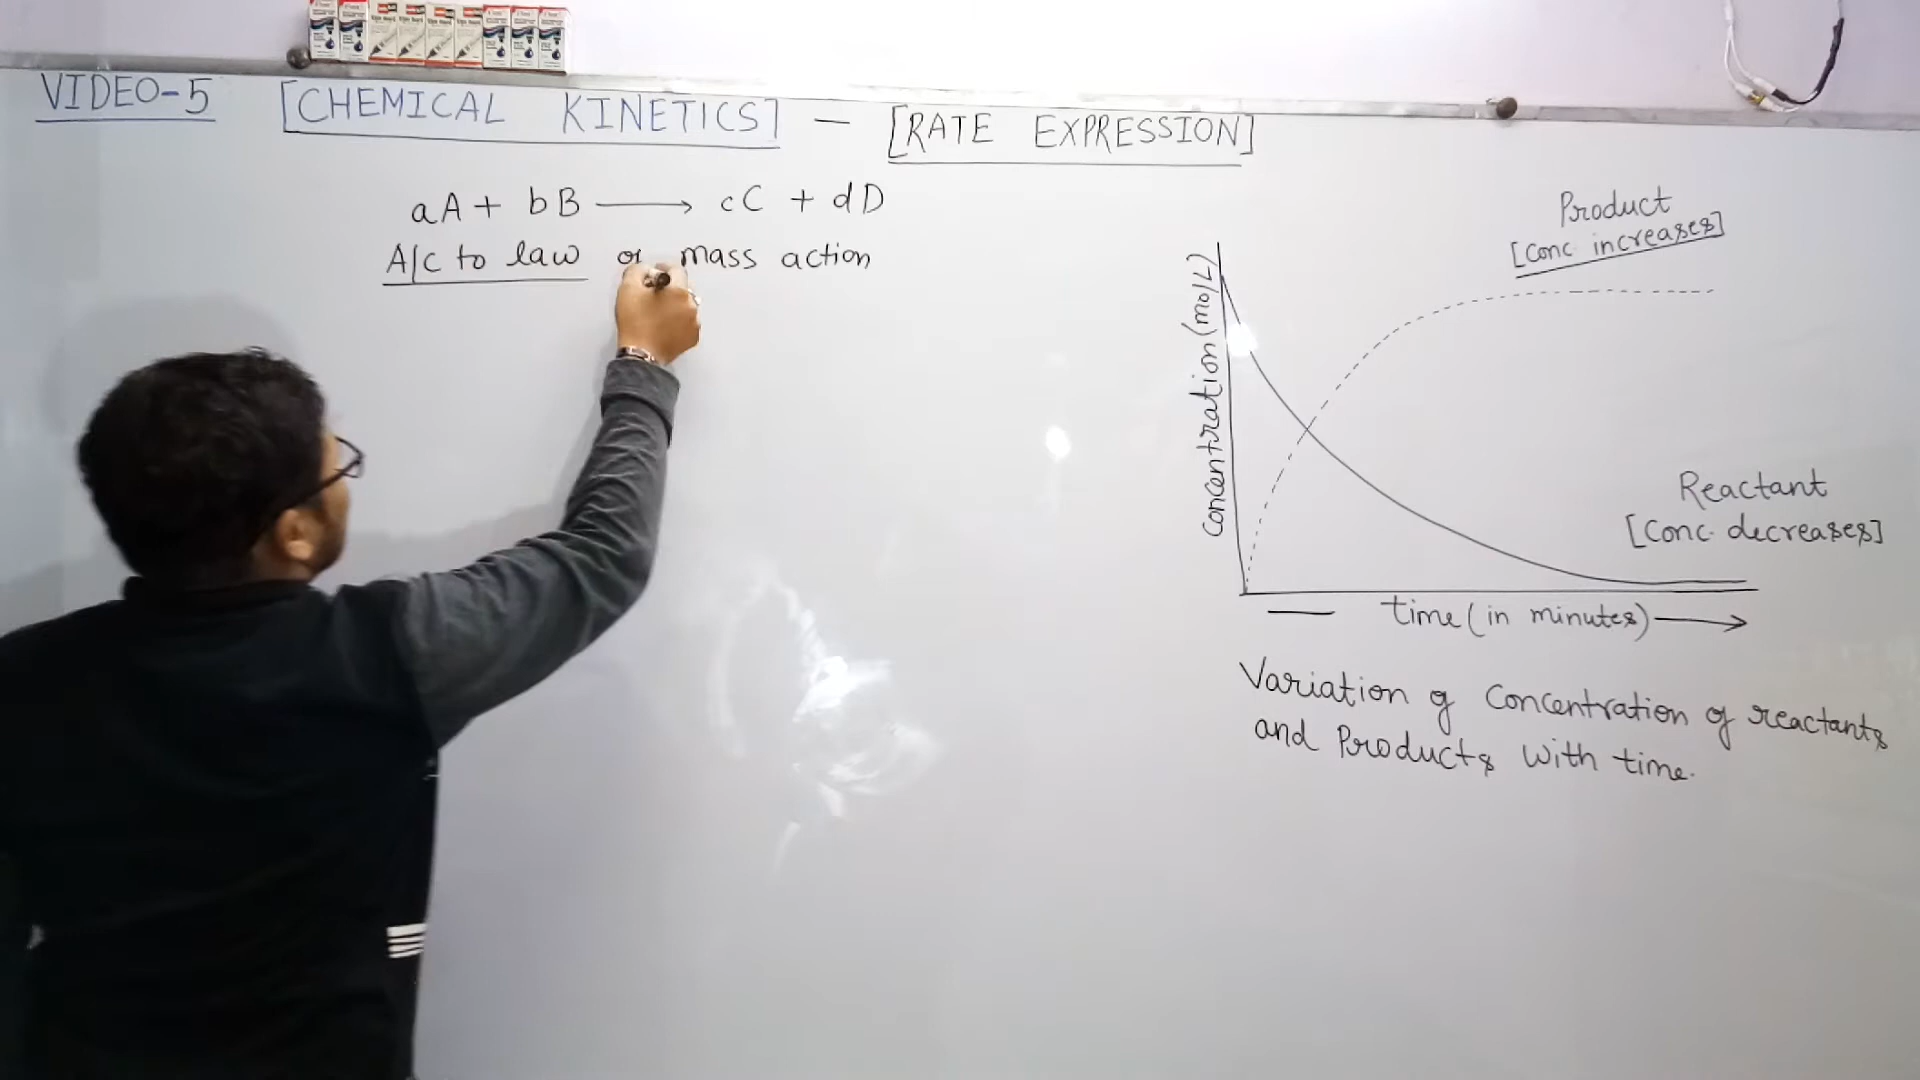 VIDEO-5 [CHEMICAL KINETICS] — [RATE EXPRESSION]
aA + bB ⟶ cC + dD
A/c to law of mass action
Product
[Conc. increases]
Concentration (mol/L)
Reactant
[Conc. decreases]
time (in minutes)
Variation of Concentration of reactants
and Products with time.